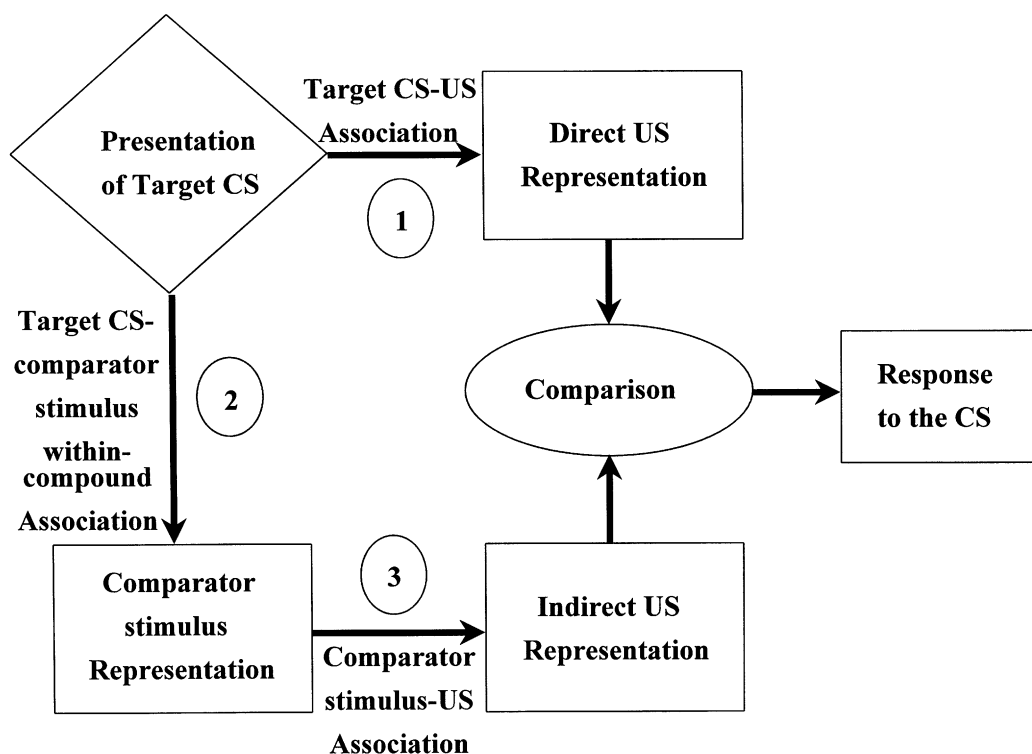 Presentation
of Target CS
Target CS-US
Association
1
Direct US
Representation
Target CS-
comparator
stimulus
within-
compound
Association
2
Comparison
Response
to the CS
Comparator
stimulus
Representation
3
Comparator
stimulus-US
Association
Indirect US
Representation